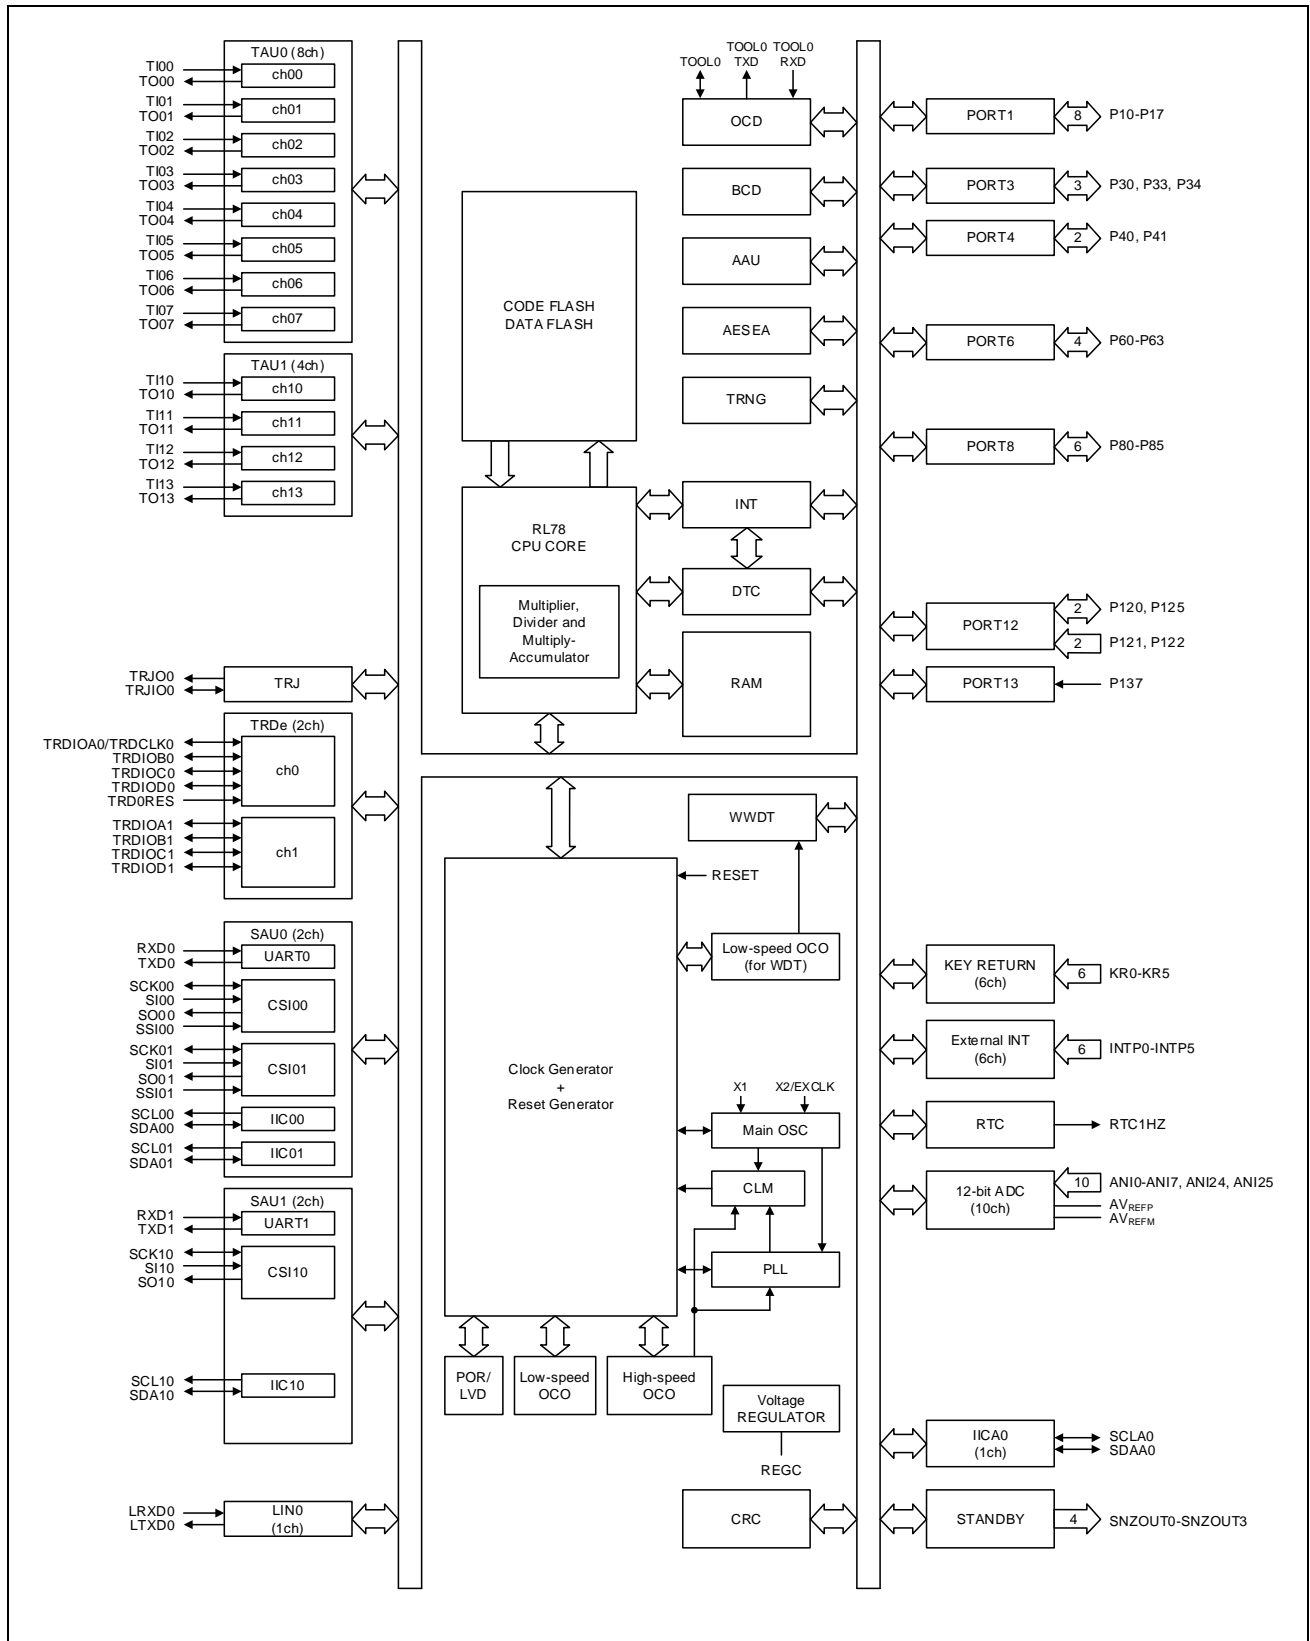 TAU0 (8ch)
TI00
TO00
ch00
TI01
TO01
ch01
TI02
TO02
ch02
TI03
TO03
ch03
TI04
TO04
ch04
TI05
TO05
ch05
TI06
TO06
ch06
TI07
TO07
ch07
TAU1 (4ch)
TI10
TO10
ch10
TI11
TO11
ch11
TI12
TO12
ch12
TI13
TO13
ch13
TRJO0
TRJIO0
TRJ
TRDe (2ch)
TRDIOA0/TRDCLK0
TRDIOB0
TRDIOC0
TRDIOD0
TRD0RES
ch0
TRDIOA1
TRDIOB1
TRDIOC1
TRDIOD1
ch1
SAU0 (2ch)
RXD0
TXD0
UART0
SCK00
SI00
SO00
SSI00
CSI00
SCK01
SI01
SO01
SSI01
CSI01
SCL00
SDA00
IIC00
SCL01
SDA01
IIC01
SAU1 (2ch)
RXD1
TXD1
UART1
SCK10
SI10
SO10
CSI10
SCL10
SDA10
IIC10
LRXD0
LTXD0
LIN0
(1ch)
CODE FLASH
DATA FLASH
RL78
CPU CORE
Multiplier,
Divider and
Multiply-
Accumulator
TOOL0
TOOL0
TXD
TOOL0
RXD
OCD
BCD
AAU
AESEA
TRNG
INT
DTC
RAM
WWDT
RESET
Low-speed OCO
(for WDT)
Clock Generator
+
Reset Generator
X1
X2/EXCLK
Main OSC
CLM
PLL
POR/
LVD
Low-speed
OCO
High-speed
OCO
Voltage
REGULATOR
REGC
CRC
PORT1
8
P10-P17
PORT3
3
P30, P33, P34
PORT4
2
P40, P41
PORT6
4
P60-P63
PORT8
6
P80-P85
PORT12
2
P120, P125
2
P121, P122
PORT13
P137
KEY RETURN
(6ch)
6
KR0-KR5
External INT
(6ch)
6
INTP0-INTP5
RTC
RTC1HZ
12-bit ADC
(10ch)
10
ANI0-ANI7, ANI24, ANI25
AVREFP
AVREFM
IICA0
(1ch)
SCLA0
SDAA0
STANDBY
4
SNZOUT0-SNZOUT3